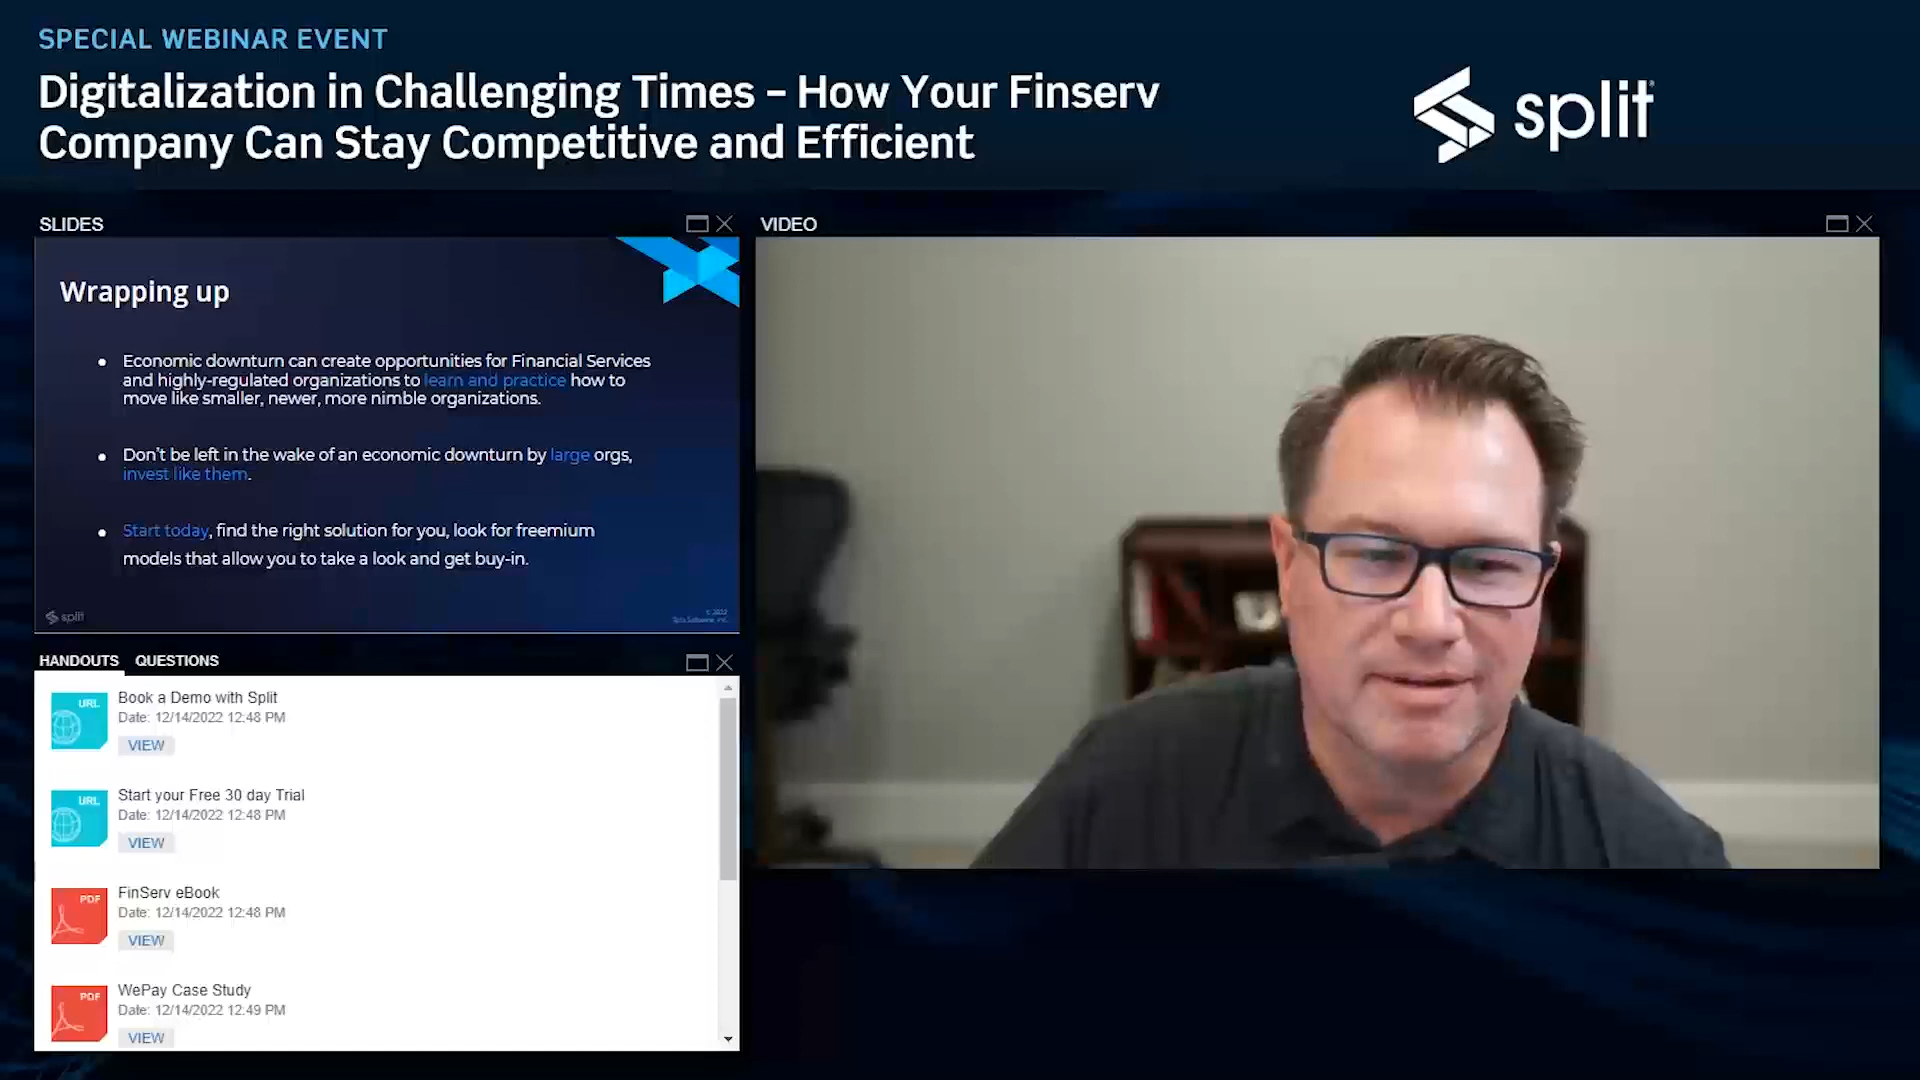 SPECIAL WEBINAR EVENT
Digitalization in Challenging Times – How Your Finserv
Company Can Stay Competitive and Efficient
split
SLIDES
Wrapping up
• Economic downturn can create opportunities for Financial Services
and highly-regulated organizations to learn and practice how to
move like smaller, newer, more nimble organizations.
• Don't be left in the wake of an economic downturn by large orgs,
invest like them.
• Start today, find the right solution for you, look for freemium
models that allow you to take a look and get buy-in.
split
© 2022
Split Software, Inc.
VIDEO
HANDOUTS QUESTIONS
URL
Book a Demo with Split
Date: 12/14/2022 12:48 PM
VIEW
URL
Start your Free 30 day Trial
Date: 12/14/2022 12:48 PM
VIEW
PDF
FinServ eBook
Date: 12/14/2022 12:48 PM
VIEW
PDF
WePay Case Study
Date: 12/14/2022 12:49 PM
VIEW